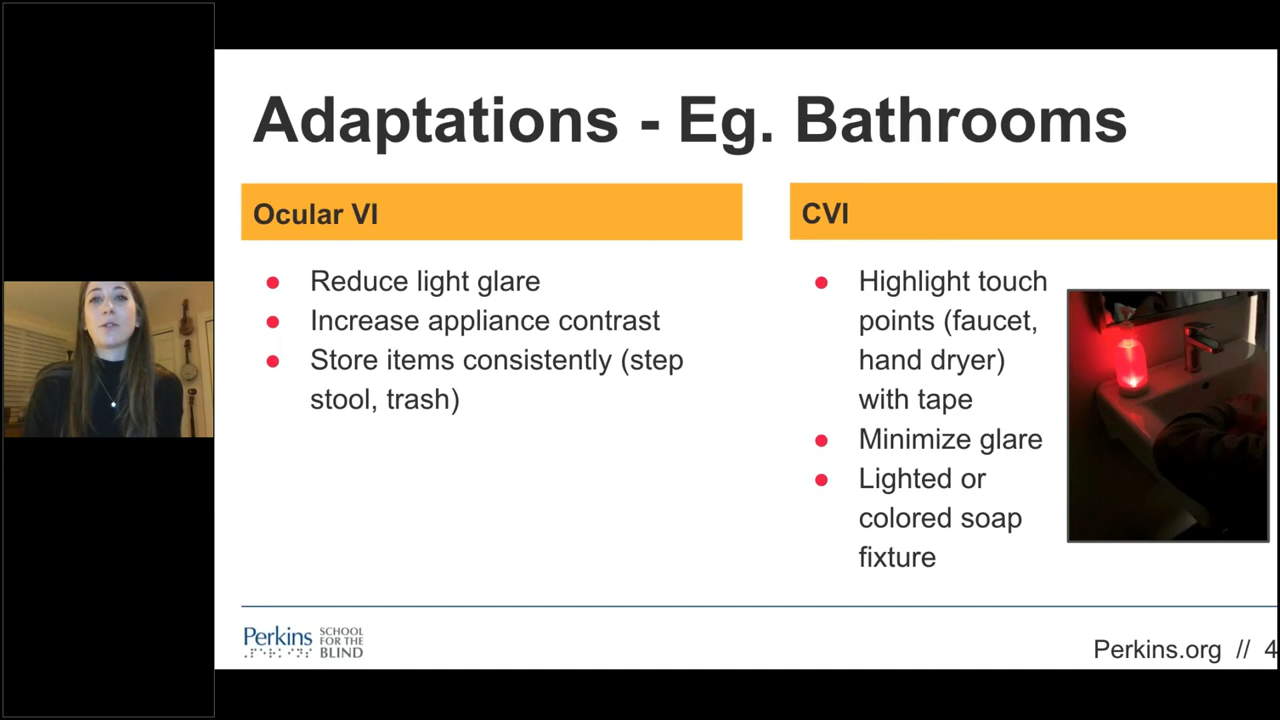 Adaptations - Eg. Bathrooms
Ocular VI
Reduce light glare
Increase appliance contrast
Store items consistently (step
stool, trash)
CVI
Highlight touch
points (faucet,
hand dryer)
with tape
Minimize glare
Lighted or
colored soap
fixture
Perkins
SCHOOL
FOR THE
BLIND
Perkins.org // 4